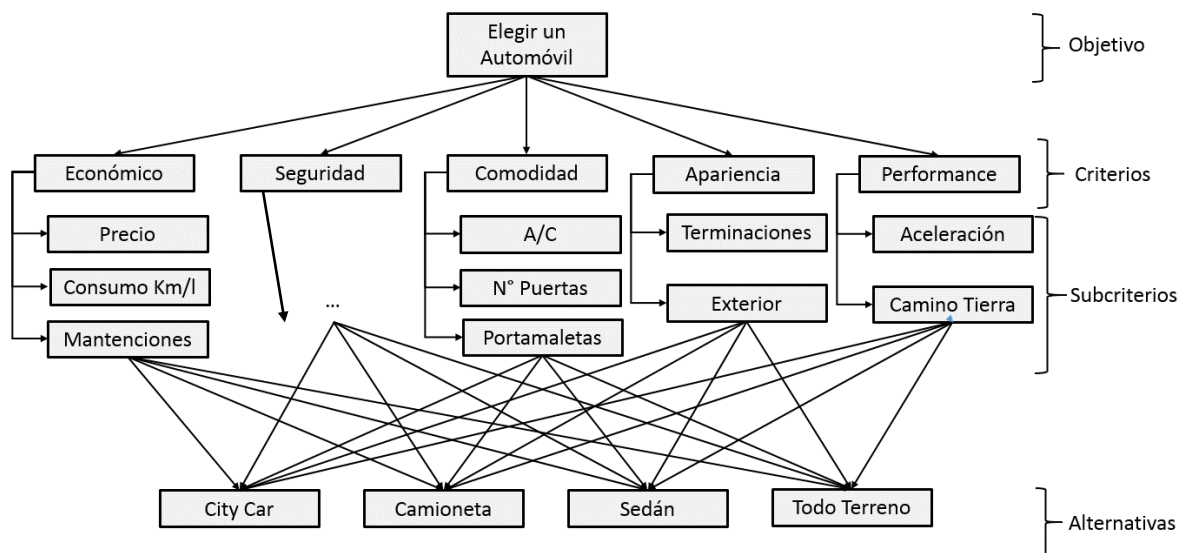 Elegir un
Automóvil
Objetivo
Económico
Seguridad
Comodidad
Apariencia
Performance
Criterios
Precio
A/C
Terminaciones
Aceleración
Consumo Km/l
...
N° Puertas
Exterior
Camino Tierra
Subcriterios
Mantenciones
Portamaletas
City Car
Camioneta
Sedán
Todo Terreno
Alternativas